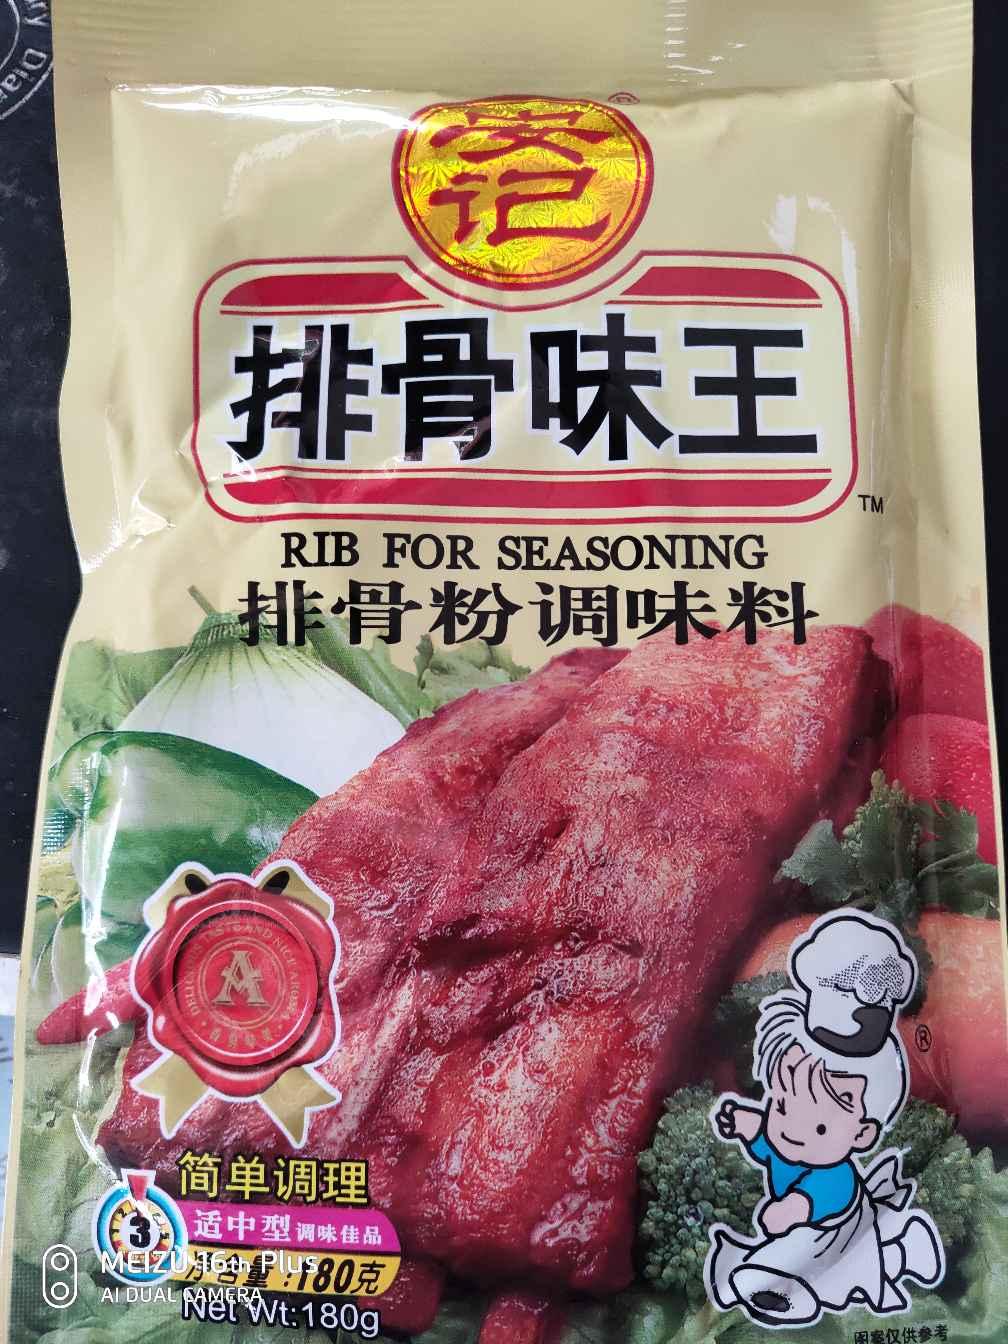 安
记
®
排骨味王
TM
RIB FOR SEASONING
排骨粉调味料
A
®
简单调理
3
适中型 调味佳品
净含量:180克
Net Wt:180g
图案仅供参考
MEIZU 16th Plus
AI DUAL CAMERA